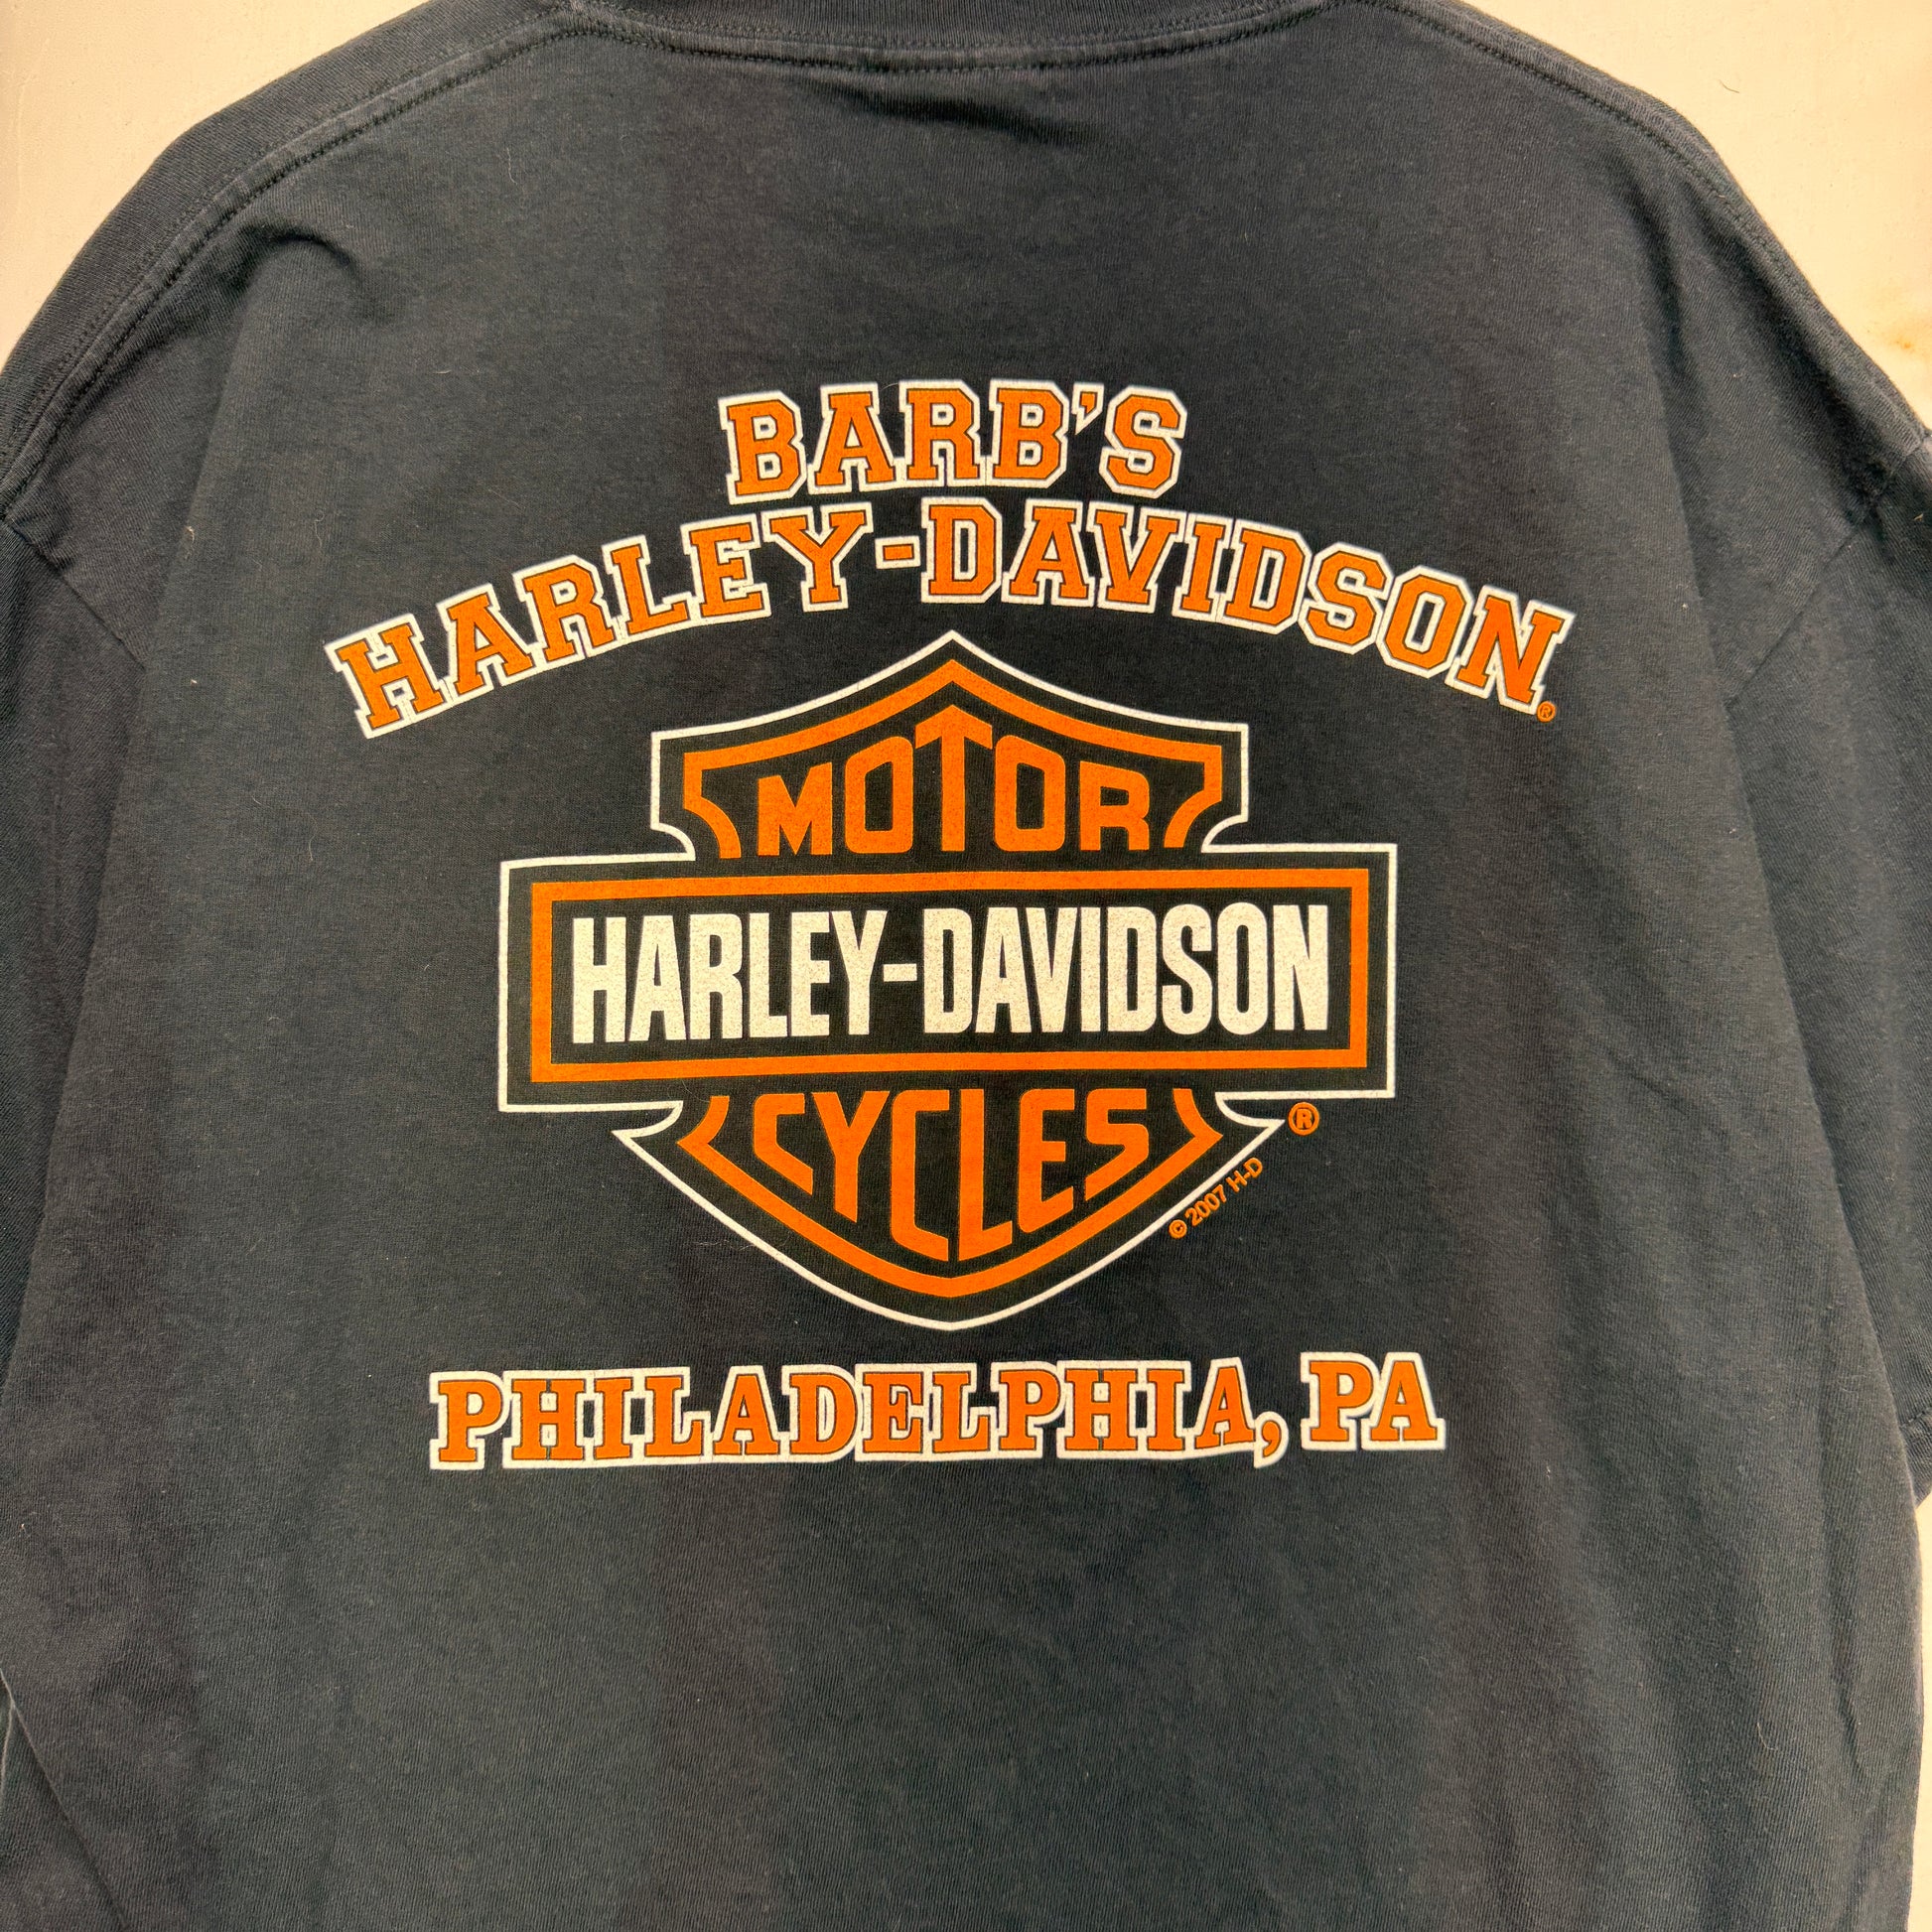 BARB'S
HARLEY-DAVIDSON®
MOTOR
HARLEY-DAVIDSON
CYCLES
®
© 2007 H-D
PHILADELPHIA, PA